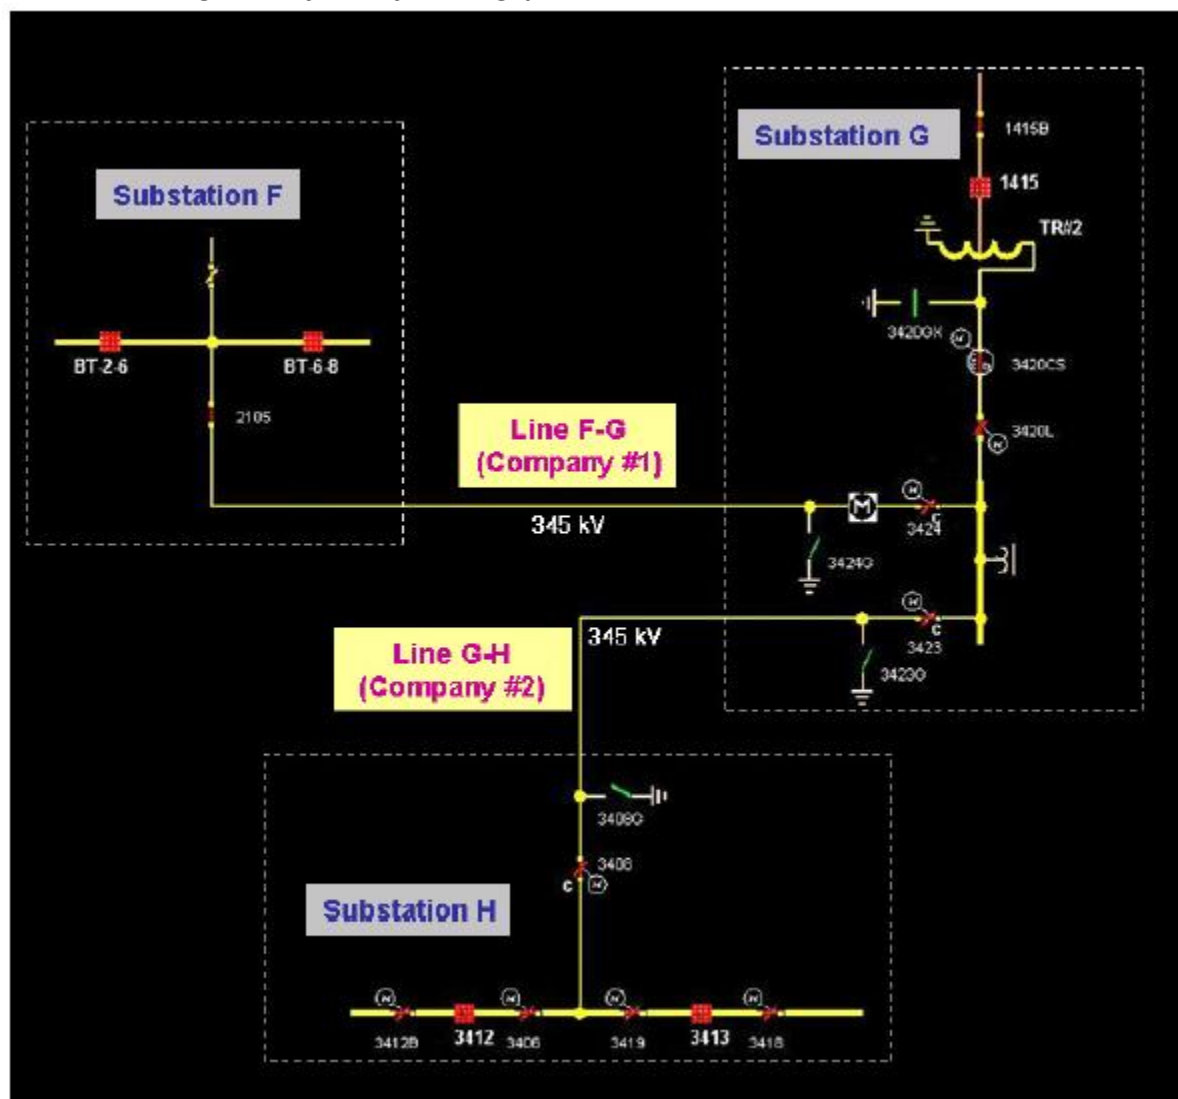 Substation F
BT-2-6
BT-6-8
2105
Line F-G
(Company #1)
345 kV
Substation G
1415B
1415
TR#2
3420GX
3420CS
3420L
3424
3424G
3423
3423G
345 kV
Line G-H
(Company #2)
3408G
3408
C
Substation H
3412B
3412
3406
3419
3413
3418
M
C
C